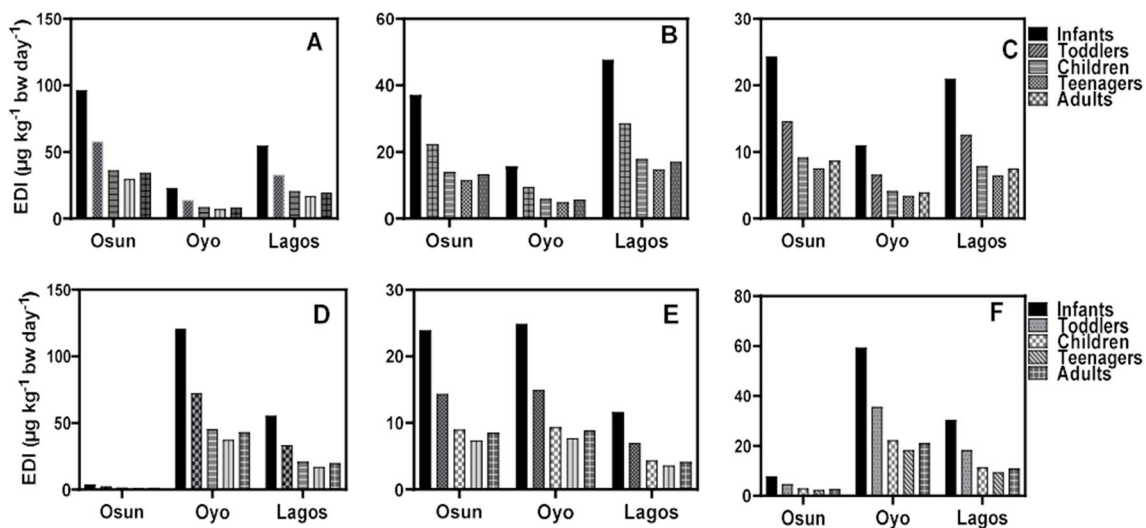 150
100
50
0
EDI (µg kg⁻¹ bw day⁻¹)
A
Osun Oyo Lagos
60
40
20
0
B
Osun Oyo Lagos
30
20
10
0
C
Osun Oyo Lagos
Infants
Toddlers
Children
Teenagers
Adults
150
100
50
0
EDI (µg kg⁻¹ bw day⁻¹)
D
Osun Oyo Lagos
30
20
10
0
E
Osun Oyo Lagos
80
60
40
20
0
F
Osun Oyo Lagos
Infants
Toddlers
Children
Teenagers
Adults